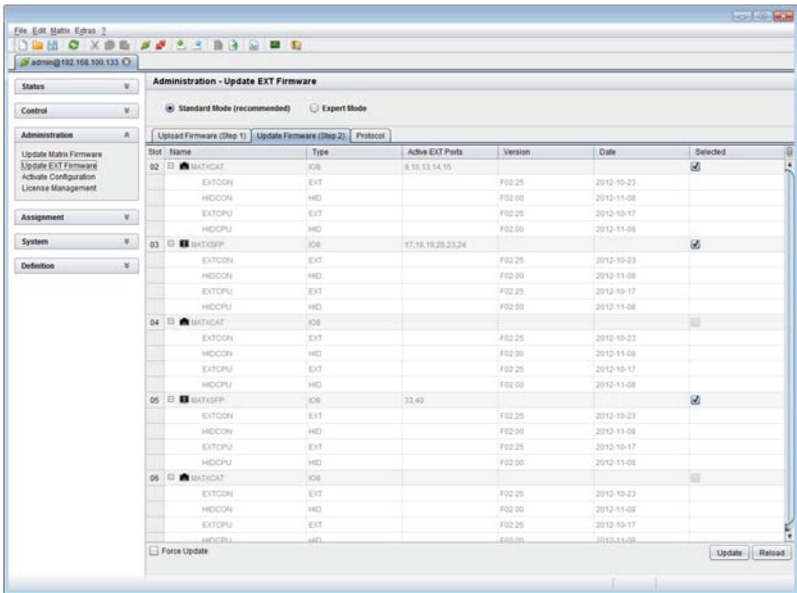 File Edit Matrix Extras ?
admin@192.168.100.133
Status
Control
Administration
Update Matrix Firmware
Update EXT Firmware
Activate Configuration
License Management
Assignment
System
Definition
Administration - Update EXT Firmware
Standard Mode (recommended) Expert Mode
Upload Firmware (Step 1) Update Firmware (Step 2) Protocol
Slot Name Type Active EXT Ports Version Date Selected
02 MATXCAT IO8 9,10,13,14,15
EXTCON EXT F02.25 2012-10-23
HIDCON HID F02.00 2012-11-08
EXTCPU EXT F02.25 2012-10-17
HIDCPU HID F02.00 2012-11-08
03 MATXSFP IO8 17,18,19,20,23,24
EXTCON EXT F02.25 2012-10-23
HIDCON HID F02.00 2012-11-08
EXTCPU EXT F02.25 2012-10-17
HIDCPU HID F02.00 2012-11-08
04 MATXCAT IO8
EXTCON EXT F02.25 2012-10-23
HIDCON HID F02.00 2012-11-08
EXTCPU EXT F02.25 2012-10-17
HIDCPU HID F02.00 2012-11-08
05 MATXSFP IO8 33,40
EXTCON EXT F02.25 2012-10-23
HIDCON HID F02.00 2012-11-08
EXTCPU EXT F02.25 2012-10-17
HIDCPU HID F02.00 2012-11-08
06 MATXCAT IO8
EXTCON EXT F02.25 2012-10-23
HIDCON HID F02.00 2012-11-08
EXTCPU EXT F02.25 2012-10-17
HIDCPU HID F02.00 2012-11-08
Force Update Update Reload